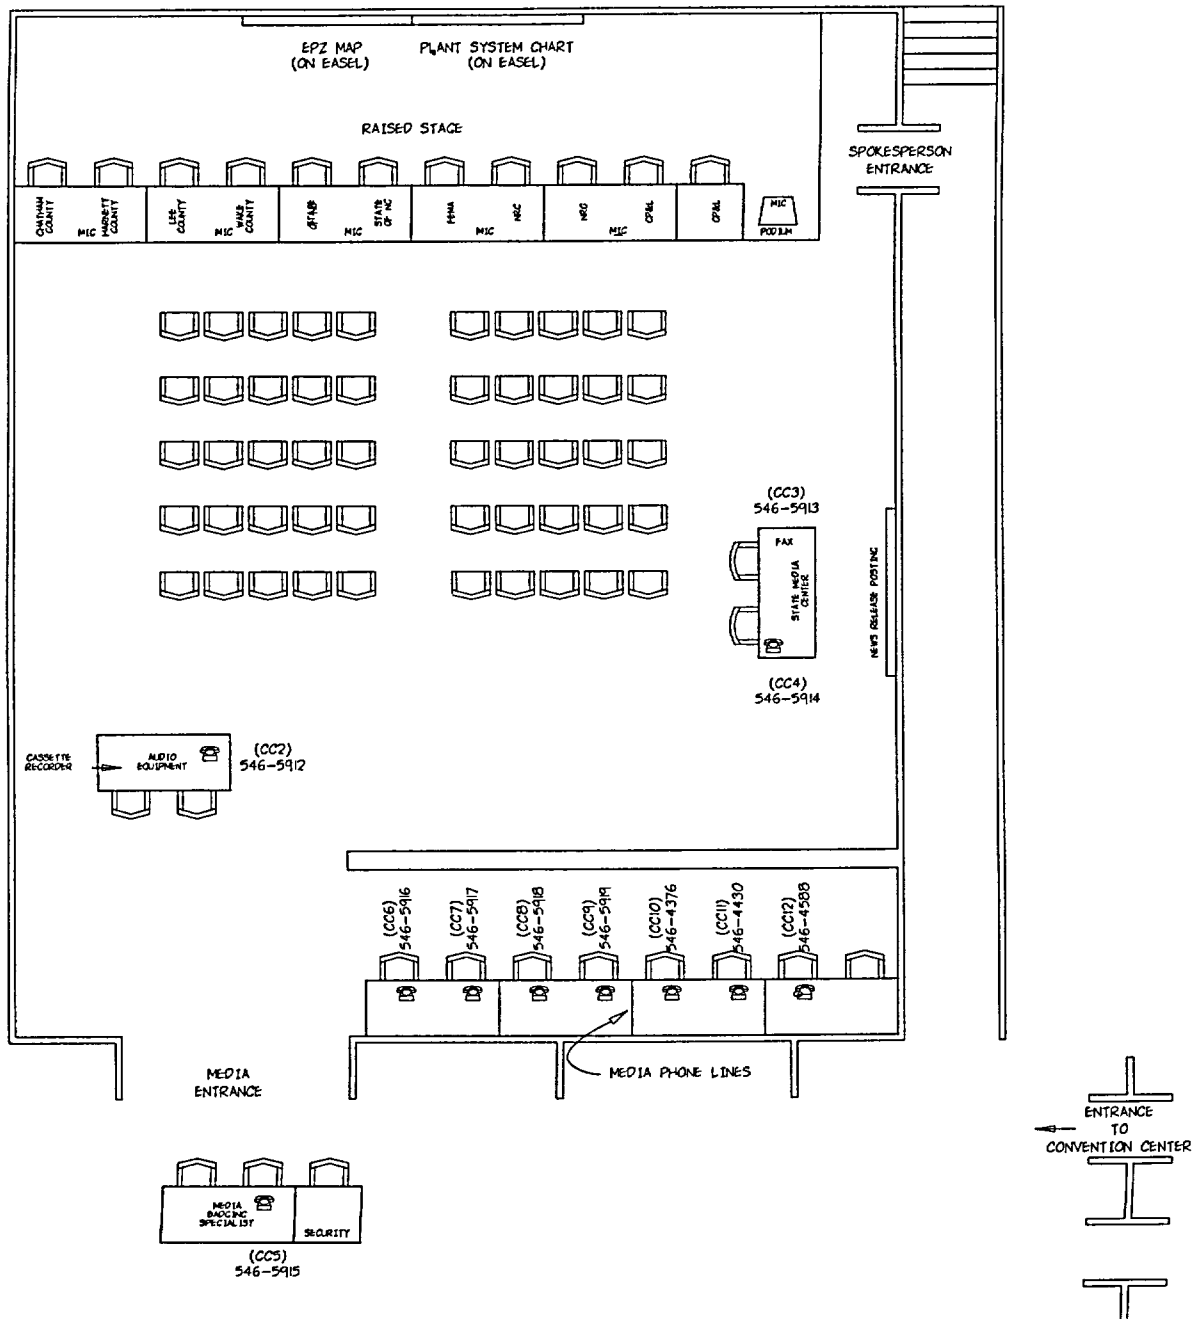 EPZ MAP
(ON EASEL)
PLANT SYSTEM CHART
(ON EASEL)
RAISED STAGE
SPOKESPERSON
ENTRANCE
CHATHAM
COUNTY
MIC
HARNETT
COUNTY
LEE
COUNTY
MIC
WAKE
COUNTY
MIC
STATE
OF NC
FEMA
MIC
NRC
NRC
MIC
CP&L
CP&L
MIC
PODIUM
(CC3)
546-5913
FAX
STATE MEDIA
CENTER
NEWS RELEASE POSTING
(CC4)
546-5914
CASSETTE
RECORDER
AUDIO
EQUIPMENT
(CC2)
546-5912
(CC6)
546-5916
(CC7)
546-5917
(CC8)
546-5918
(CC9)
546-5919
(CC10)
546-4376
(CC11)
546-4430
(CC12)
546-4588
MEDIA
ENTRANCE
MEDIA PHONE LINES
ENTRANCE
TO
CONVENTION CENTER
MEDIA
BADGING
SPECIALIST
SECURITY
(CC5)
546-5915